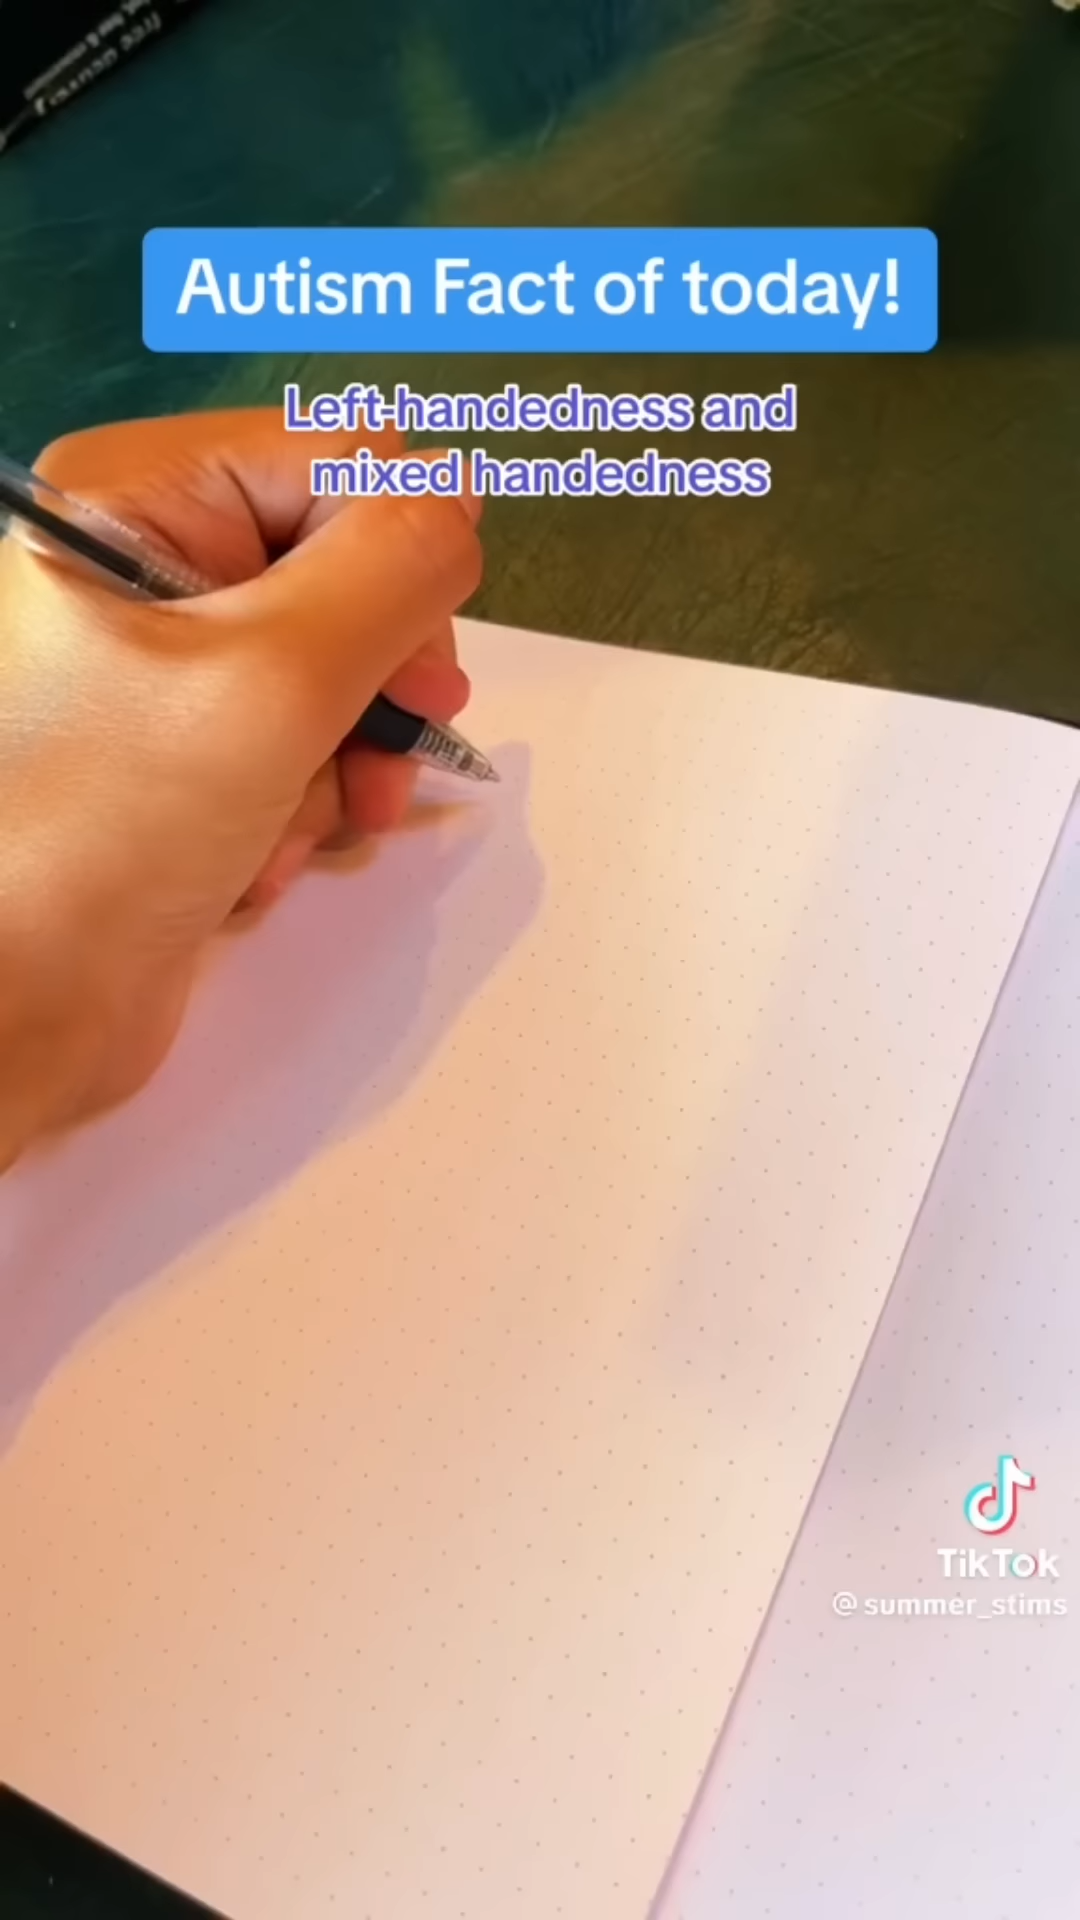 Autism Fact of today!
Left-handedness and
mixed handedness
TikTok
@summer_stims